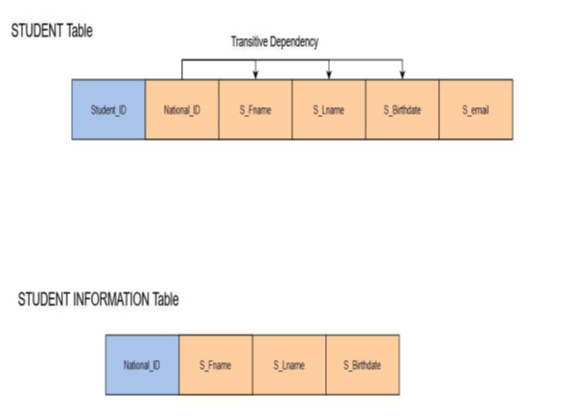 STUDENT Table
Transitive Dependency
Student_ID National_ID S_Fname S_Lname S_Birthdate S_email
STUDENT INFORMATION Table
National_ID S_Fname S_Lname S_Birthdate